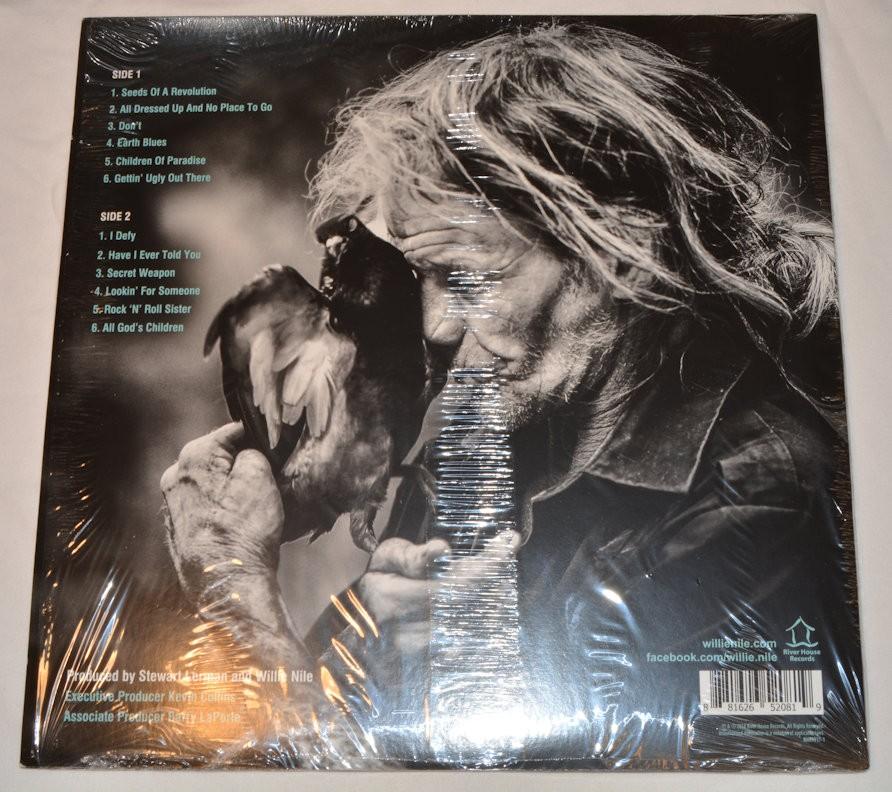 SIDE 1
1. Seeds Of A Revolution
2. All Dressed Up And No Place To Go
3. Don't
4. Earth Blues
5. Children Of Paradise
6. Gettin' Ugly Out There
SIDE 2
1. I Defy
2. Have I Ever Told You
3. Secret Weapon
4. Lookin' For Someone
5. Rock 'N' Roll Sister
6. All God's Children
Produced by Stewart Lerman and Willie Nile
Executive Producer Kevin Collins
Associate Producer Barry LaPorte
willienile.com
facebook.com/willie.nile
River House
Records
8 81626 52081 9